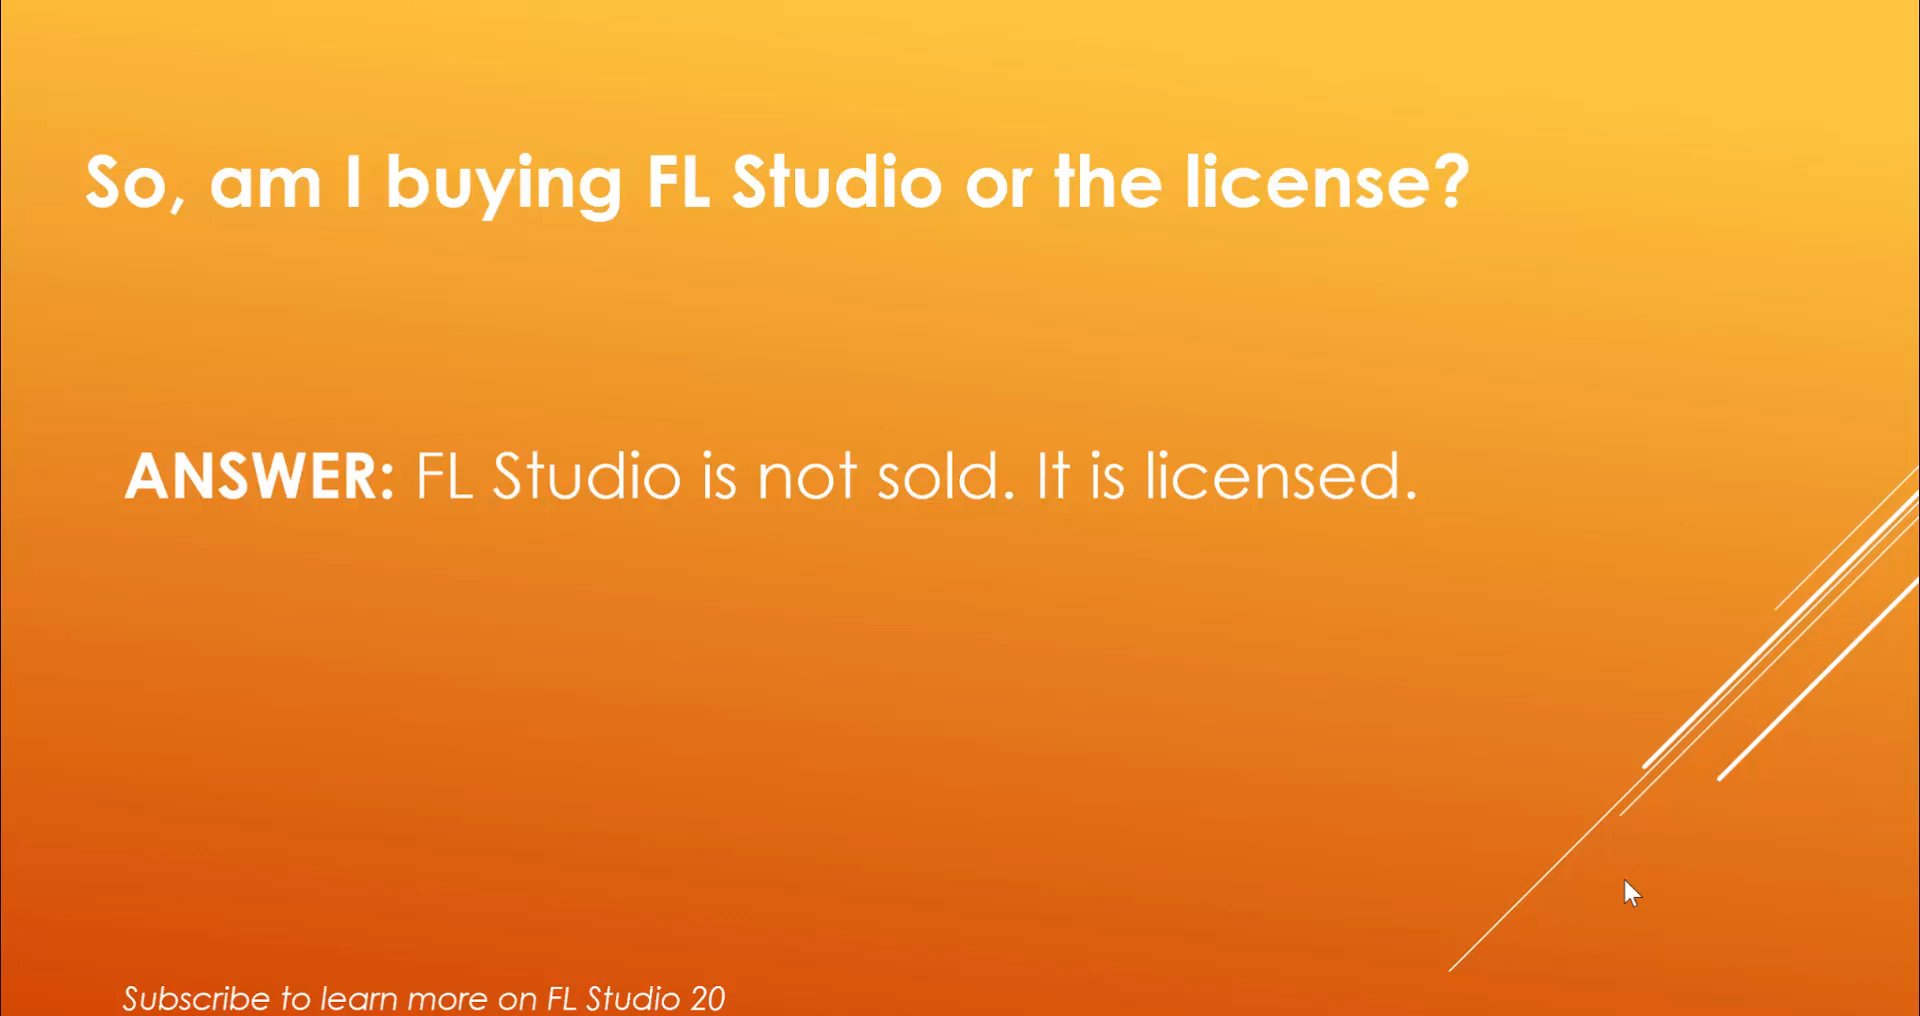 So, am I buying FL Studio or the license?
ANSWER: FL Studio is not sold. It is licensed.
Subscribe to learn more on FL Studio 20